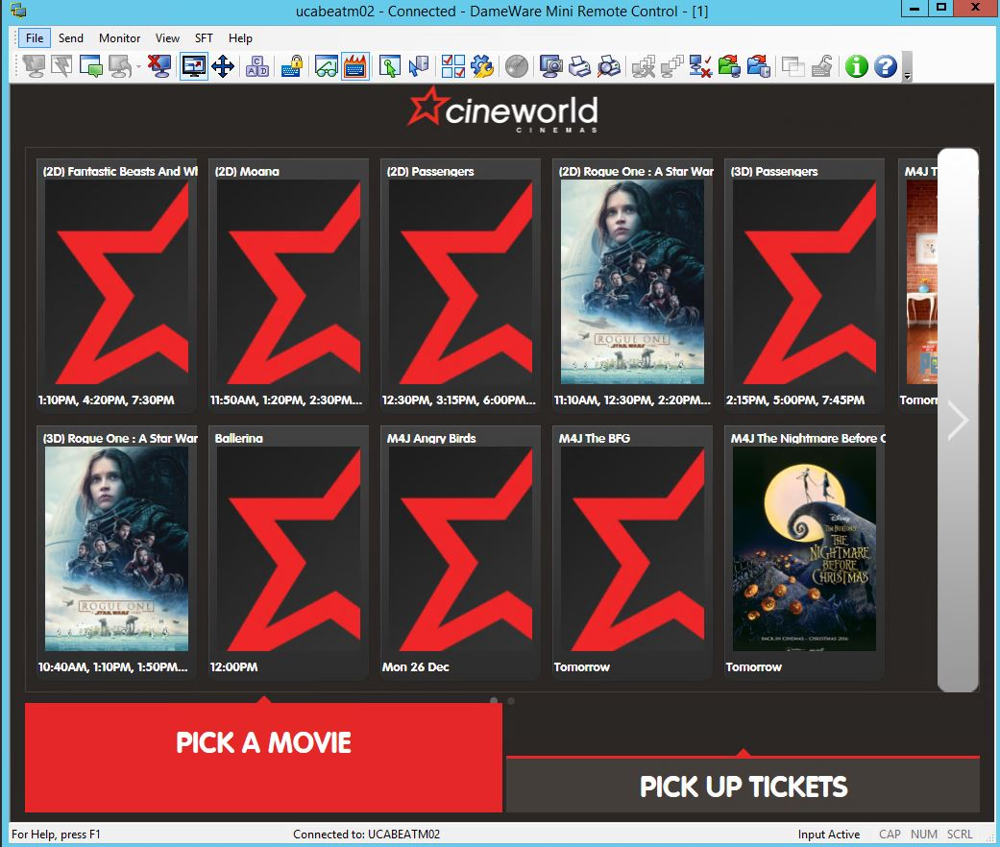 ucabeatm02 - Connected - DameWare Mini Remote Control - [1]
File Send Monitor View SFT Help
cineworld
CINEMAS
(2D) Fantastic Beasts And Wh
(2D) Moana
(2D) Passengers
(2D) Rogue One : A Star War
(3D) Passengers
M4J T
ROGUE ONE
A STAR WARS
1:10PM, 4:20PM, 7:30PM
11:50AM, 1:20PM, 2:30PM...
12:30PM, 3:15PM, 6:00PM...
11:10AM, 12:30PM, 2:20PM...
2:15PM, 5:00PM, 7:45PM
Tomorr
(3D) Rogue One : A Star War
Ballerina
M4J Angry Birds
M4J The BFG
M4J The Nightmare Before C
ROGUE ONE
A STAR WARS
Disney
TIM BURTON'S
THE
NIGHTMARE
BEFORE
CHRISTMAS
BACK IN CINEMAS - CHRISTMAS 2016
10:40AM, 1:10PM, 1:50PM...
12:00PM
Mon 26 Dec
Tomorrow
Tomorrow
PICK A MOVIE
PICK UP TICKETS
For Help, press F1
Connected to: UCABEATM02
Input Active
CAP NUM SCRL